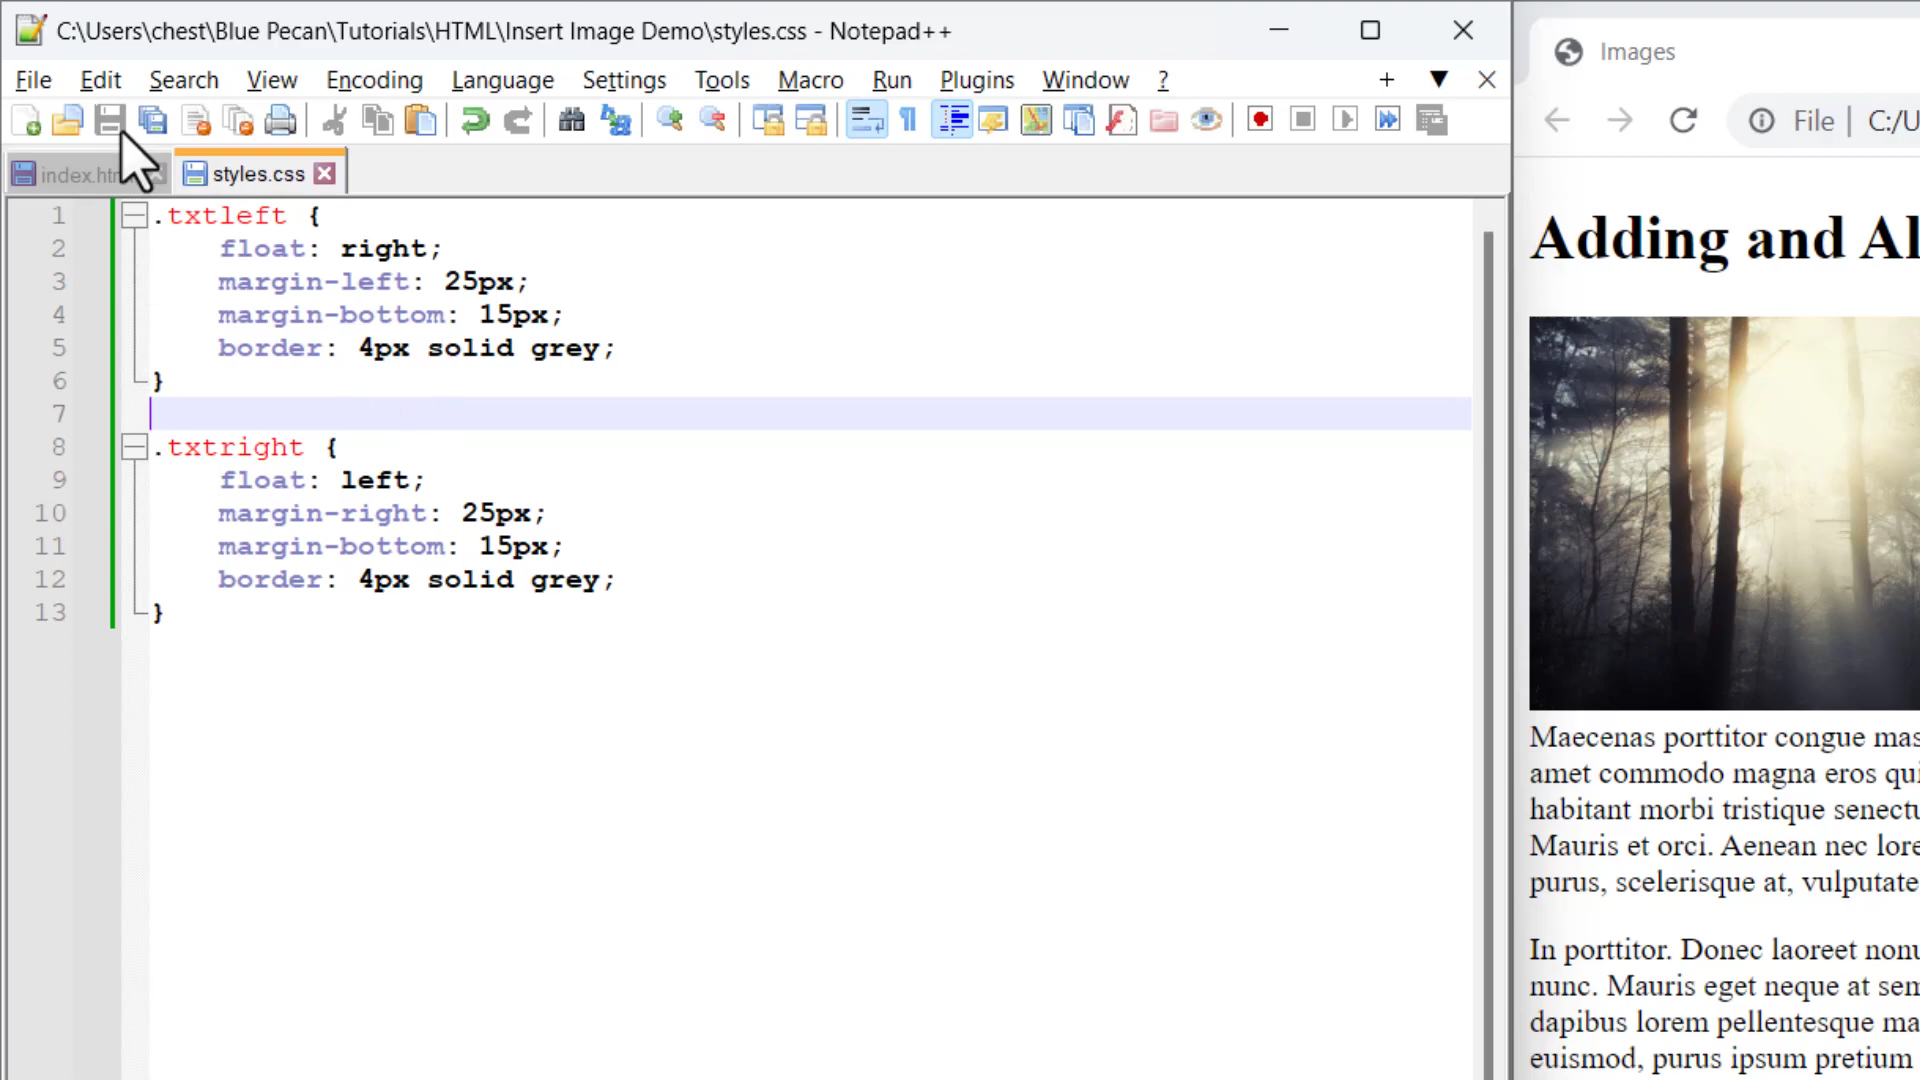 C:\Users\chest\Blue Pecan\Tutorials\HTML\Insert Image Demo\styles.css - Notepad++
File Edit Search View Encoding Language Settings Tools Macro Run Plugins Window ?
styles.css
1 .txtleft {
2 float: right;
3 margin-left: 25px;
4 margin-bottom: 15px;
5 border: 4px solid grey;
6 }
7
8 .txtright {
9 float: left;
10 margin-right: 25px;
11 margin-bottom: 15px;
12 border: 4px solid grey;
13 }
Images
File | C:/U
Adding and Al
Maecenas porttitor congue mas
amet commodo magna eros qui
habitant morbi tristique senectu
Mauris et orci. Aenean nec lore
purus, scelerisque at, vulputate
In porttitor. Donec laoreet nonu
nunc. Mauris eget neque at sem
dapibus lorem pellentesque ma
euismod, purus ipsum pretium